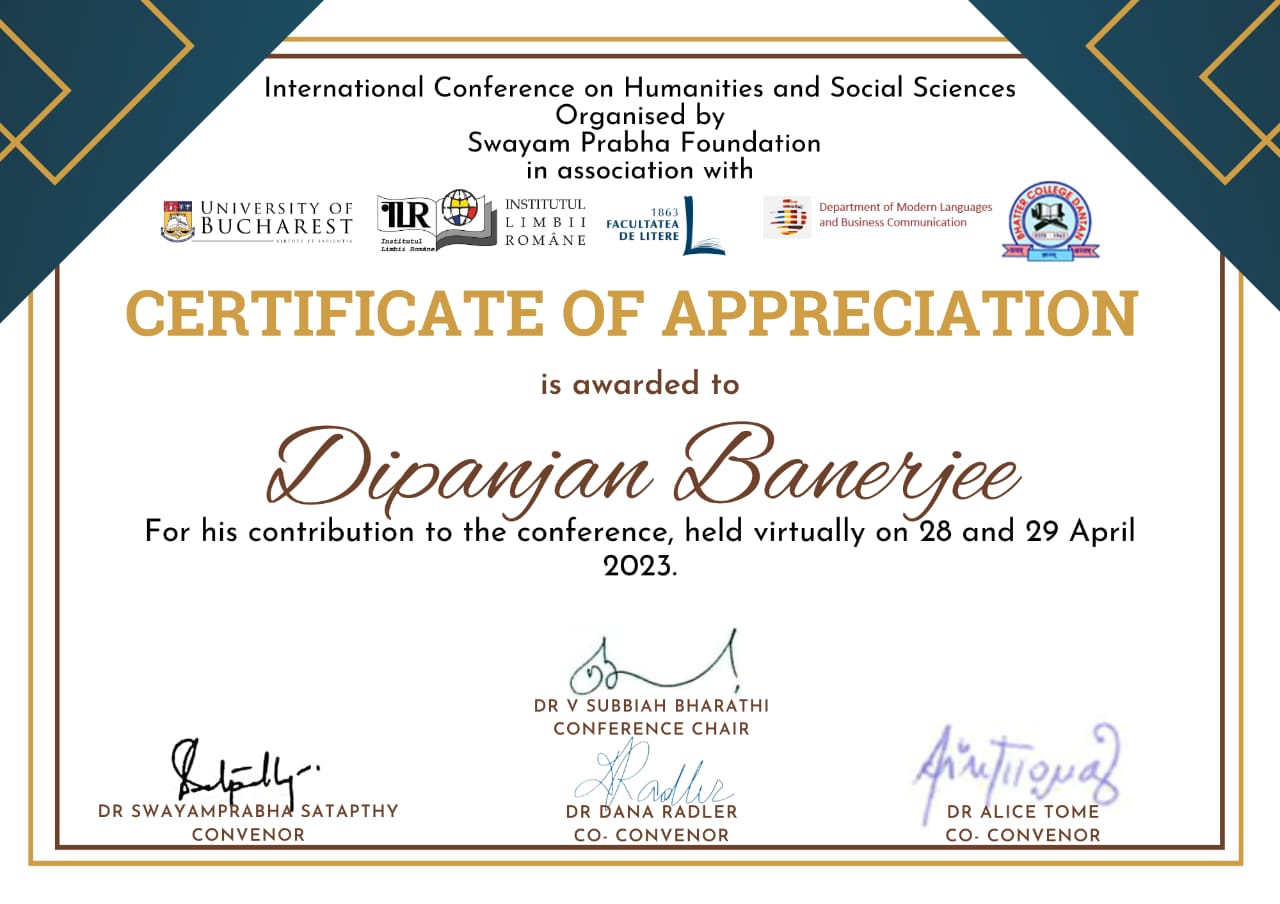 International Conference on Humanities and Social Sciences
Organised by
Swayam Prabha Foundation
in association with
UNIVERSITY OF
BUCHAREST
VIRTUTE ET SAPIENTIA
ILR
Institutul
Limbii Române
INSTITUTUL
LIMBII
ROMÂNE
1863
FACULTATEA
DE LITERE
Department of Modern Languages
and Business Communication
BHATTER COLLEGE DANTAN
ESTD - 1963
CERTIFICATE OF APPRECIATION
is awarded to
Dipanjan Banerjee
For his contribution to the conference, held virtually on 28 and 29 April
2023.
DR V SUBBIAH BHARATHI
CONFERENCE CHAIR
DR SWAYAMPRABHA SATAPTHY
CONVENOR
DR DANA RADLER
CO- CONVENOR
DR ALICE TOME
CO- CONVENOR